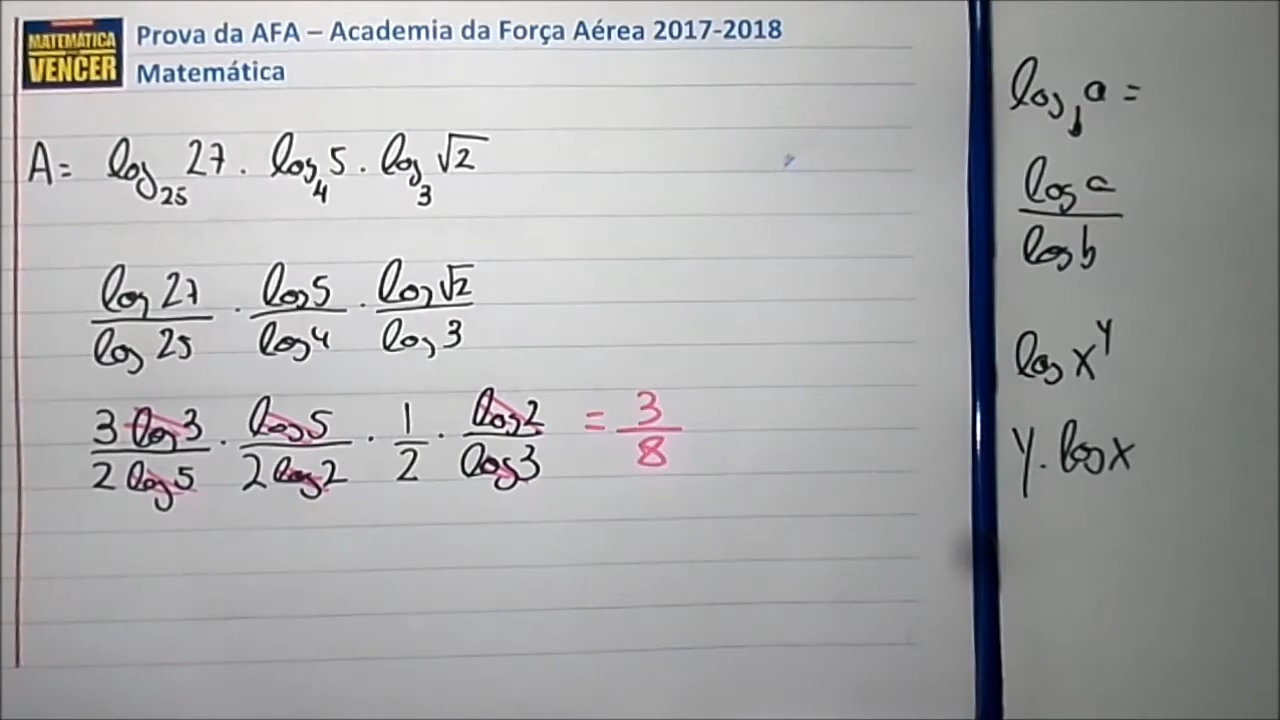 MATEMÁTICA
VENCER
Prova da AFA – Academia da Força Aérea 2017-2018
Matemática
A = log₂₅ 27 . log₄ 5 . log₃ √2
log 27 / log 25 . log 5 / log 4 . log √2 / log 3
3 log 3 / 2 log 5 . log 5 / 2 log 2 . 1 / 2 . log 2 / log 3 = 3 / 8
log_b a =
log a / log b
log x^y
y . log x